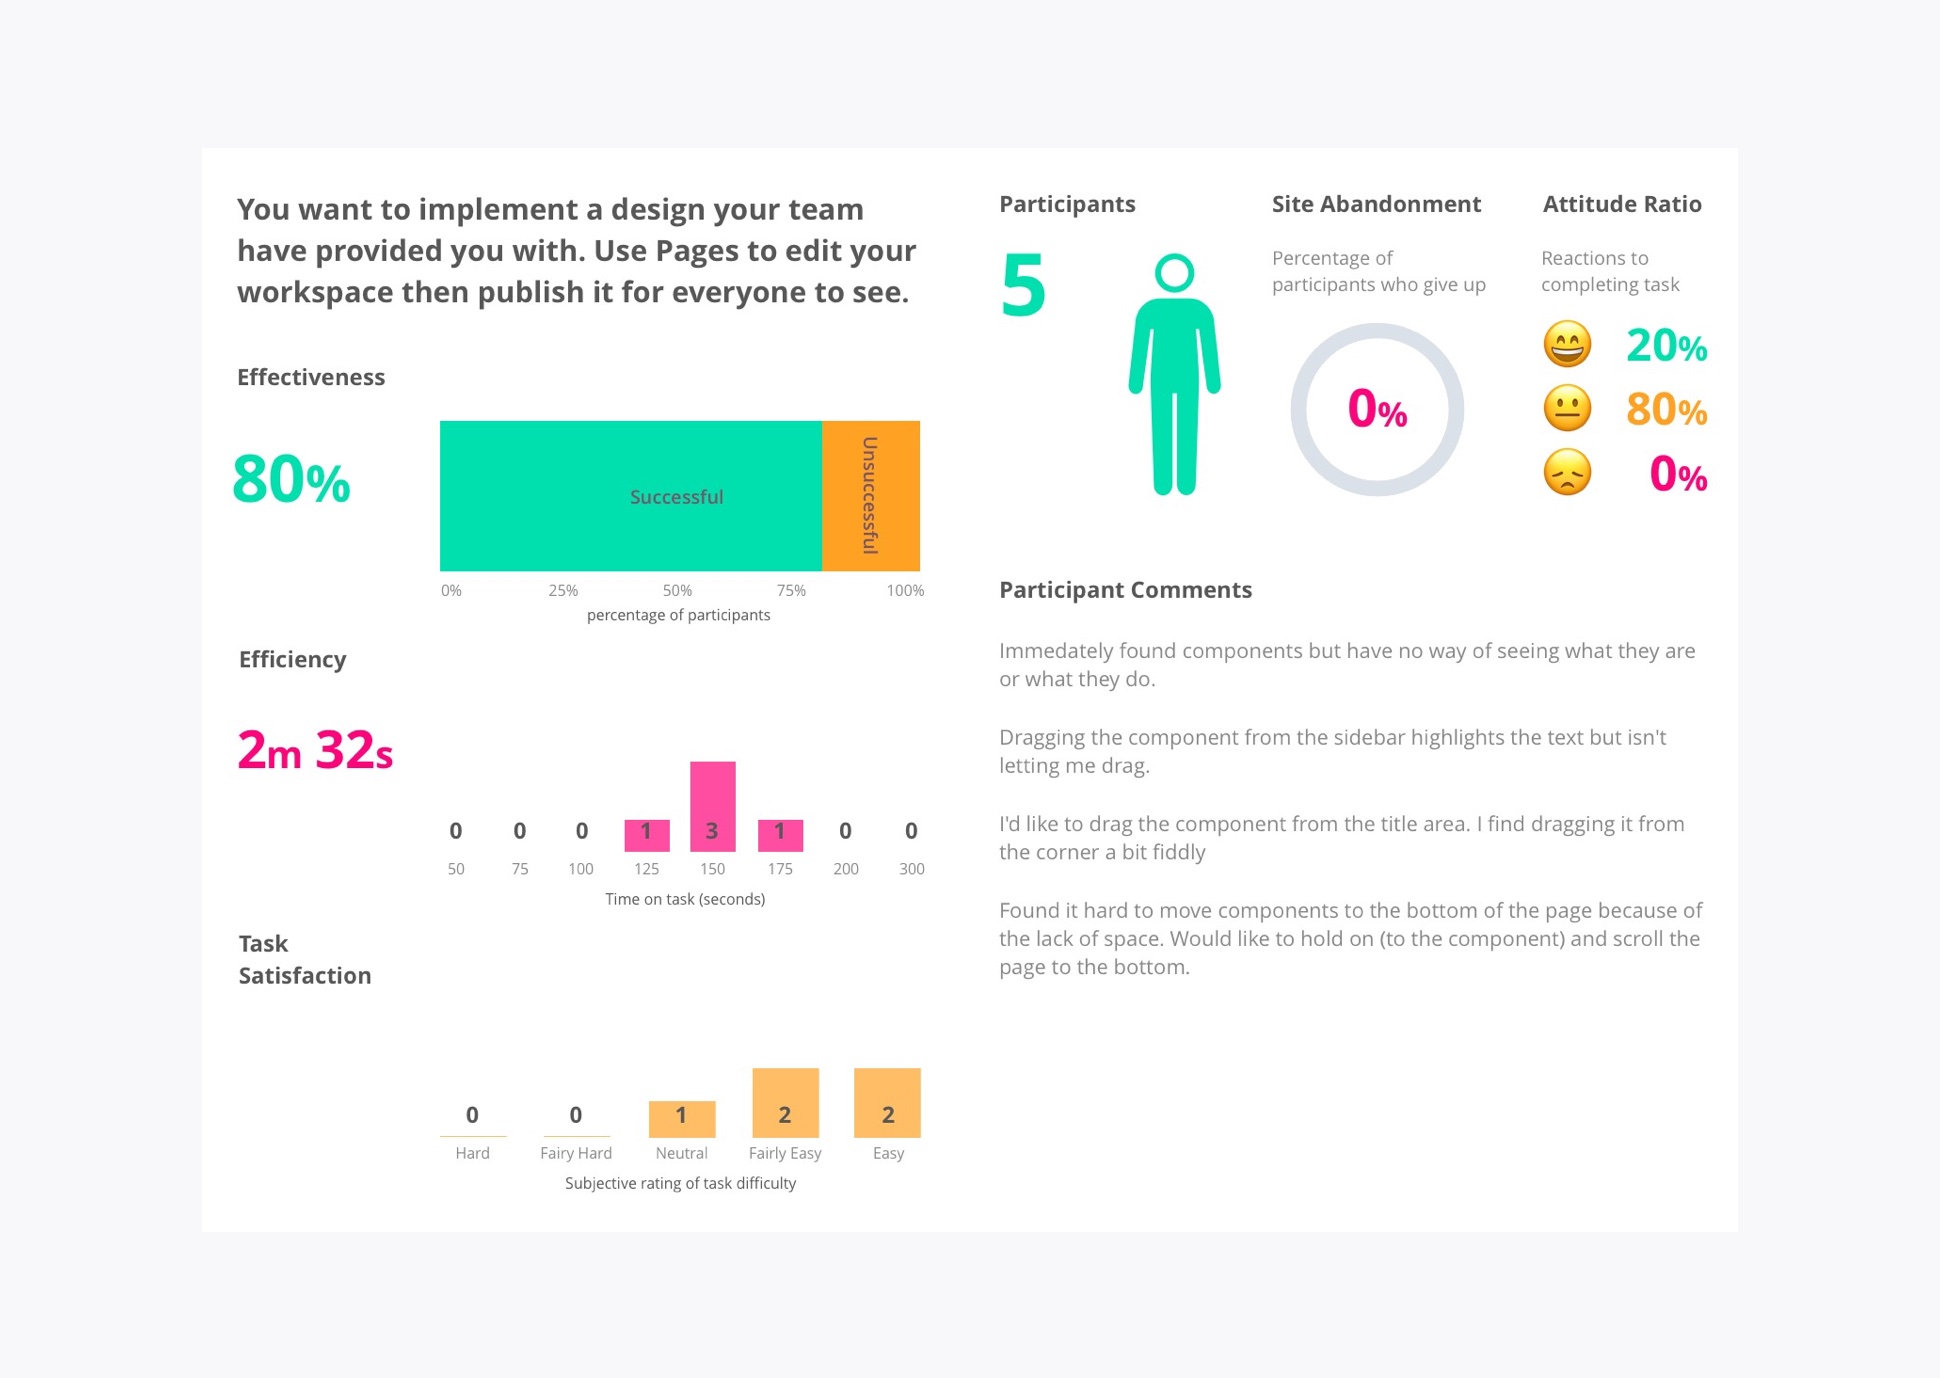 You want to implement a design your team
have provided you with. Use Pages to edit your
workspace then publish it for everyone to see.
Effectiveness
80%
Successful
Unsuccessful
0% 25% 50% 75% 100%
percentage of participants
Efficiency
2m 32s
0 0 0 1 3 1 0 0
50 75 100 125 150 175 200 300
Time on task (seconds)
Task
Satisfaction
0 0 1 2 2
Hard Fairy Hard Neutral Fairly Easy Easy
Subjective rating of task difficulty
Participants
5
Site Abandonment
Percentage of
participants who give up
0%
Attitude Ratio
Reactions to
completing task
20%
80%
0%
Participant Comments
Immedately found components but have no way of seeing what they are
or what they do.
Dragging the component from the sidebar highlights the text but isn't
letting me drag.
I'd like to drag the component from the title area. I find dragging it from
the corner a bit fiddly
Found it hard to move components to the bottom of the page because of
the lack of space. Would like to hold on (to the component) and scroll the
page to the bottom.